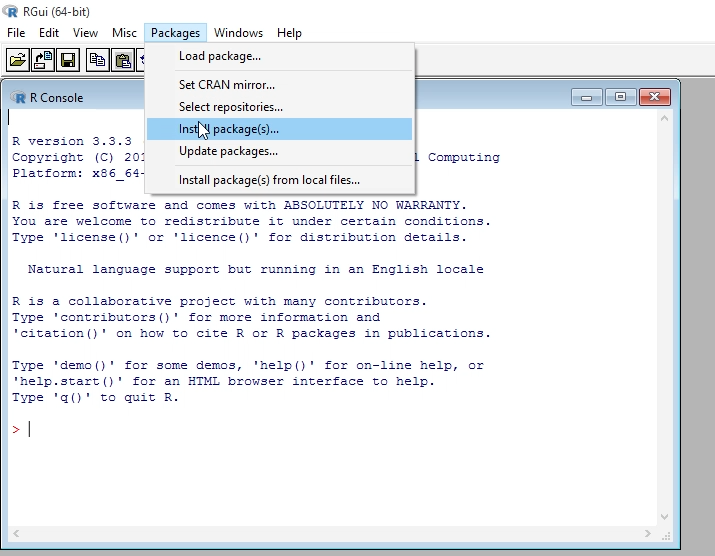 RGui (64-bit)
File Edit View Misc Packages Windows Help
Load package...
Set CRAN mirror...
Select repositories...
Install package(s)...
Update packages...
Install package(s) from local files...
R Console
R version 3.3.3
Copyright (C) 201 l Computing
Platform: x86_64-
R is free software and comes with ABSOLUTELY NO WARRANTY.
You are welcome to redistribute it under certain conditions.
Type 'license()' or 'licence()' for distribution details.
Natural language support but running in an English locale
R is a collaborative project with many contributors.
Type 'contributors()' for more information and
'citation()' on how to cite R or R packages in publications.
Type 'demo()' for some demos, 'help()' for on-line help, or
'help.start()' for an HTML browser interface to help.
Type 'q()' to quit R.
>